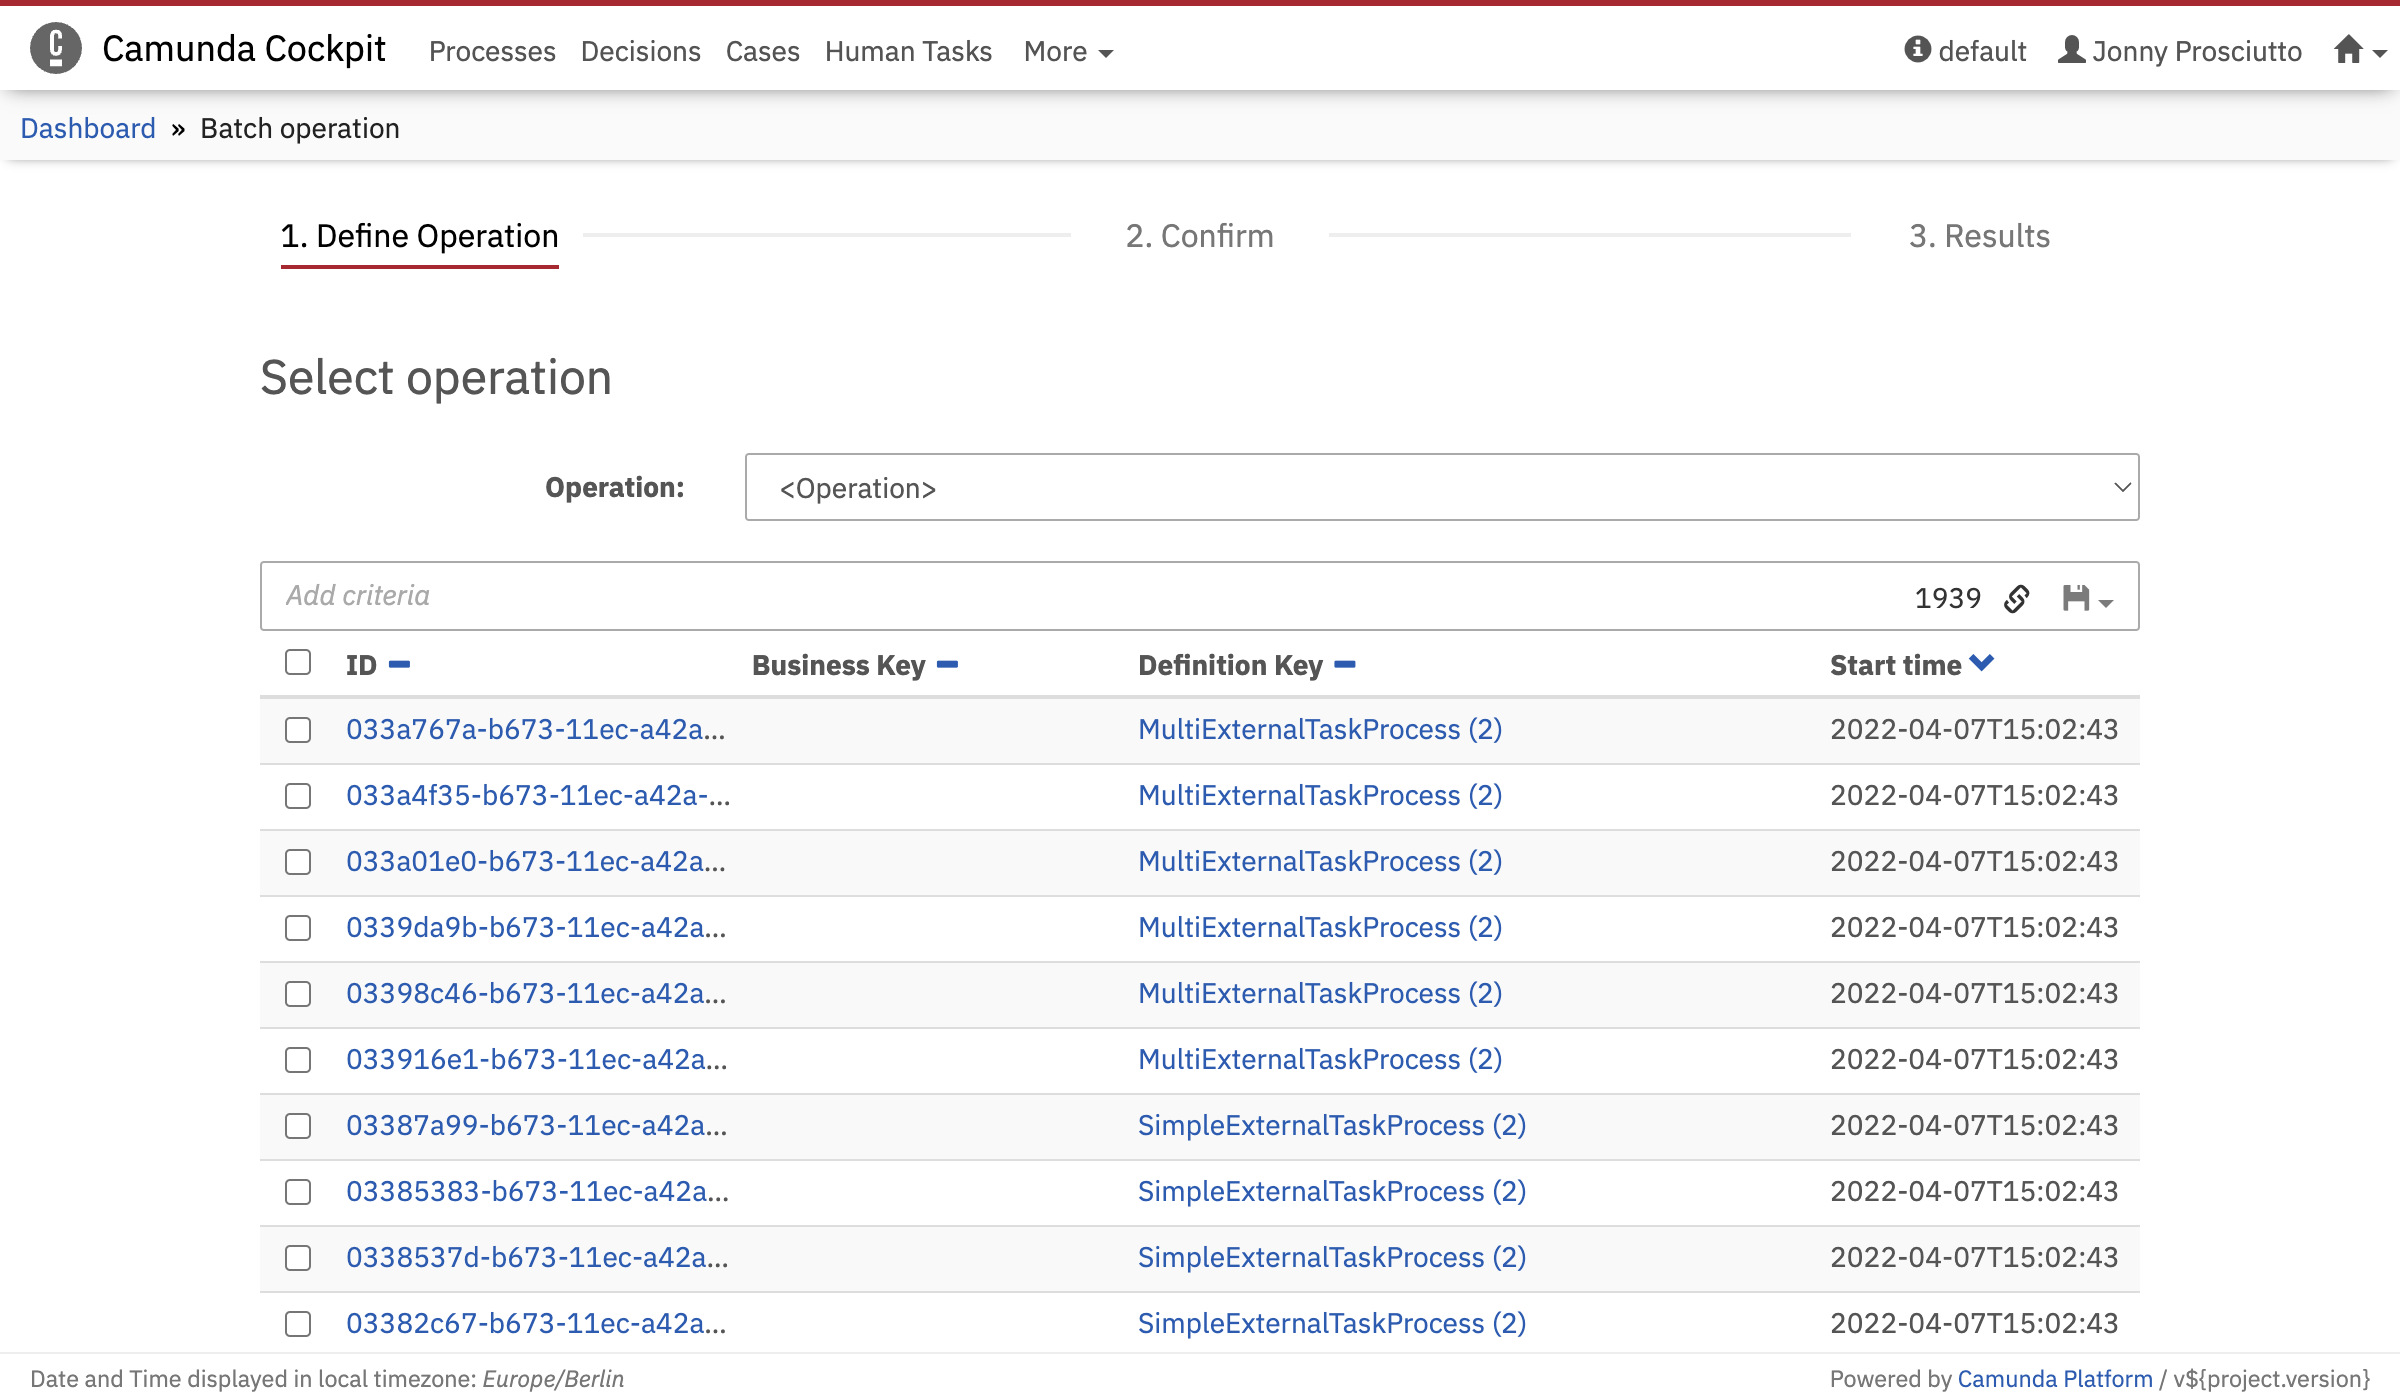 Camunda Cockpit Processes Decisions Cases Human Tasks More default Jonny Prosciutto
Dashboard » Batch operation
1. Define Operation 2. Confirm 3. Results
Select operation
Operation: <Operation>
Add criteria 1939
ID Business Key Definition Key Start time
033a767a-b673-11ec-a42a... MultiExternalTaskProcess (2) 2022-04-07T15:02:43
033a4f35-b673-11ec-a42a-... MultiExternalTaskProcess (2) 2022-04-07T15:02:43
033a01e0-b673-11ec-a42a... MultiExternalTaskProcess (2) 2022-04-07T15:02:43
0339da9b-b673-11ec-a42a... MultiExternalTaskProcess (2) 2022-04-07T15:02:43
03398c46-b673-11ec-a42a... MultiExternalTaskProcess (2) 2022-04-07T15:02:43
033916e1-b673-11ec-a42a... MultiExternalTaskProcess (2) 2022-04-07T15:02:43
03387a99-b673-11ec-a42a... SimpleExternalTaskProcess (2) 2022-04-07T15:02:43
03385383-b673-11ec-a42a... SimpleExternalTaskProcess (2) 2022-04-07T15:02:43
0338537d-b673-11ec-a42a... SimpleExternalTaskProcess (2) 2022-04-07T15:02:43
03382c67-b673-11ec-a42a... SimpleExternalTaskProcess (2) 2022-04-07T15:02:43
Date and Time displayed in local timezone: Europe/Berlin Powered by Camunda Platform / v${project.version}